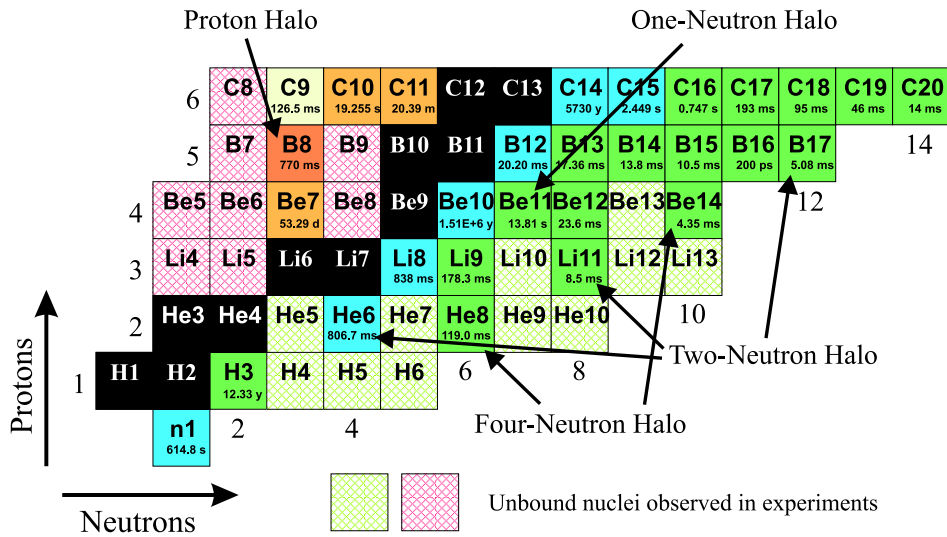 Proton Halo
One-Neutron Halo
6
C8
C9
126.5 ms
C10
19.255 s
C11
20.39 m
C12
C13
C14
5730 y
C15
2.449 s
C16
0.747 s
C17
193 ms
C18
95 ms
C19
46 ms
C20
14 ms
5
B7
B8
770 ms
B9
B10
B11
B12
20.20 ms
B13
17.36 ms
B14
13.8 ms
B15
10.5 ms
B16
200 ps
B17
5.08 ms
14
4
Be5
Be6
Be7
53.29 d
Be8
Be9
Be10
1.51E+6 y
Be11
13.81 s
Be12
23.6 ms
Be13
Be14
4.35 ms
12
3
Li4
Li5
Li6
Li7
Li8
838 ms
Li9
178.3 ms
Li10
Li11
8.5 ms
Li12
Li13
2
He3
He4
He5
He6
806.7 ms
He7
He8
119.0 ms
He9
He10
10
1
H1
H2
H3
12.33 y
H4
H5
H6
6
8
Two-Neutron Halo
n1
614.8 s
2
4
Four-Neutron Halo
Protons
Neutrons
Unbound nuclei observed in experiments